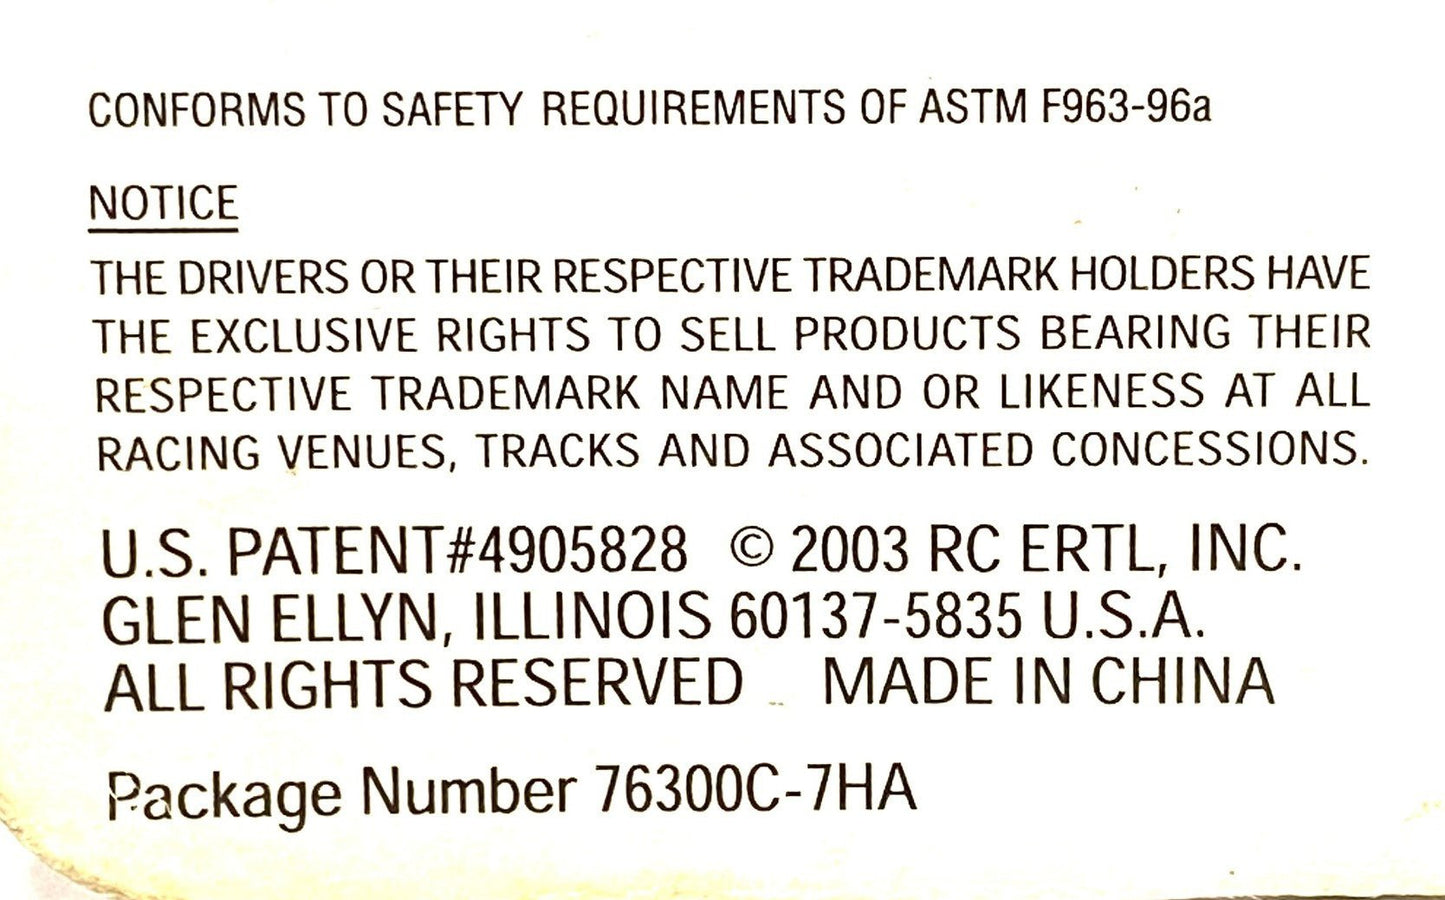 CONFORMS TO SAFETY REQUIREMENTS OF ASTM F963-96a
NOTICE
THE DRIVERS OR THEIR RESPECTIVE TRADEMARK HOLDERS HAVE
THE EXCLUSIVE RIGHTS TO SELL PRODUCTS BEARING THEIR
RESPECTIVE TRADEMARK NAME AND OR LIKENESS AT ALL
RACING VENUES, TRACKS AND ASSOCIATED CONCESSIONS.
U.S. PATENT#4905828 © 2003 RC ERTL, INC.
GLEN ELLYN, ILLINOIS 60137-5835 U.S.A.
ALL RIGHTS RESERVED MADE IN CHINA
Package Number 76300C-7HA